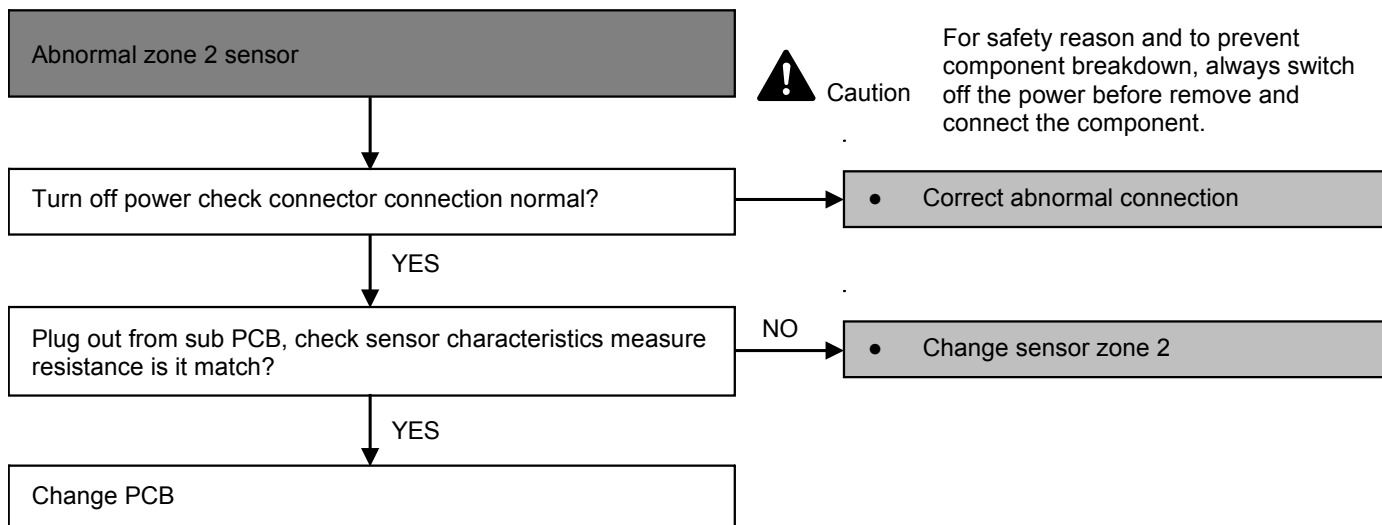 Abnormal zone 2 sensor
Caution
For safety reason and to prevent
component breakdown, always switch
off the power before remove and
connect the component.
Turn off power check connector connection normal?
● Correct abnormal connection
YES
Plug out from sub PCB, check sensor characteristics measure
resistance is it match?
NO
● Change sensor zone 2
YES
Change PCB